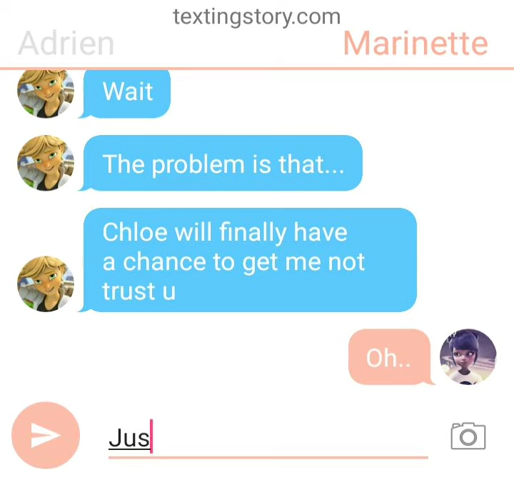 textingstory.com
Adrien
Marinette
Wait
The problem is that...
Chloe will finally have
a chance to get me not
trust u
Oh..
Jus